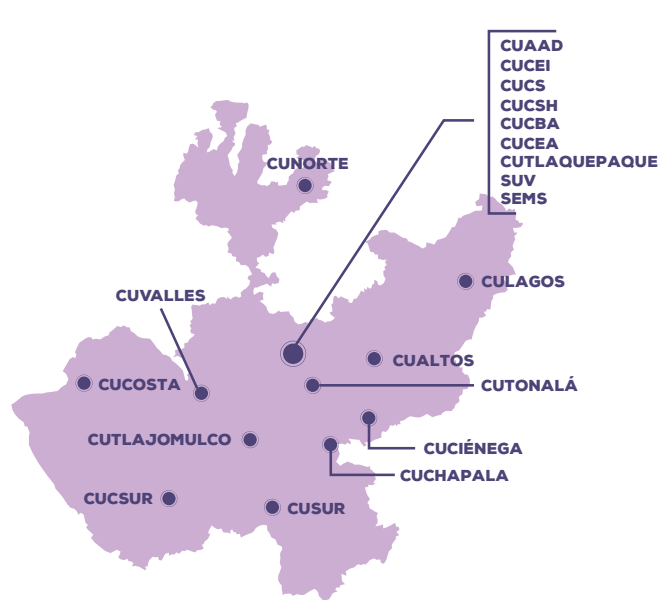 CUAAD
CUCEI
CUCS
CUCSH
CUCBA
CUCEA
CUTLAQUEPAQUE
SUV
SEMS
CUNORTE
CULAGOS
CUVALLES
CUALTOS
CUCOSTA
CUTONALÁ
CUTLAJOMULCO
CUCIÉNEGA
CUCHAPALA
CUCSUR
CUSUR